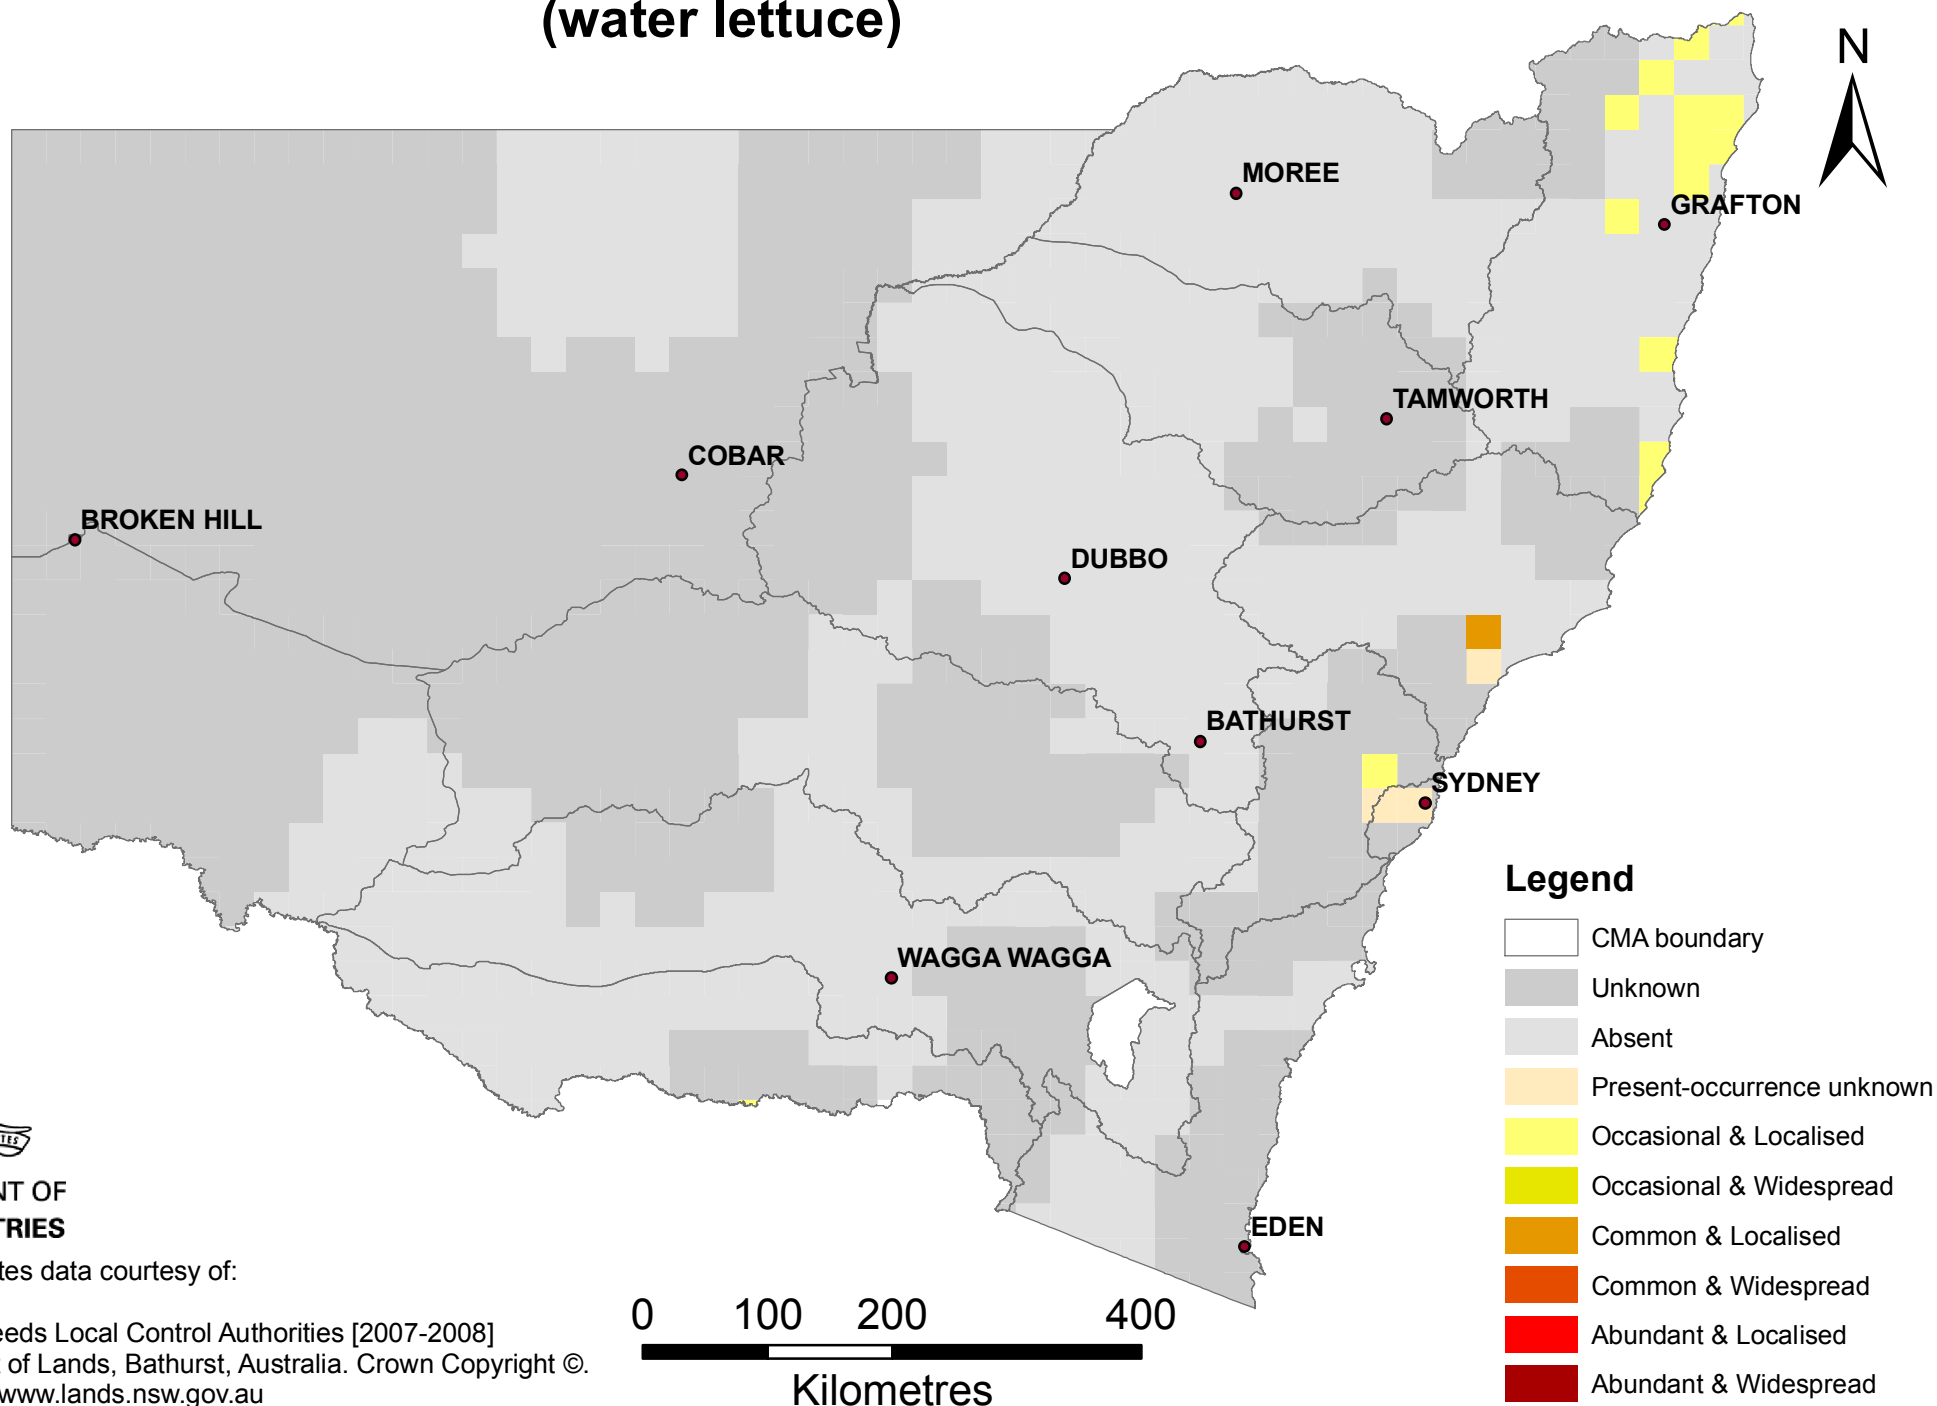 (water lettuce)
N
MOREE
GRAFTON
TAMWORTH
COBAR
BROKEN HILL
DUBBO
BATHURST
SYDNEY
WAGGA WAGGA
EDEN
Legend
CMA boundary
Unknown
Absent
Present-occurrence unknown
Occasional & Localised
Occasional & Widespread
Common & Localised
Common & Widespread
Abundant & Localised
Abundant & Widespread
NT OF
TRIES
tes data courtesy of:
eeds Local Control Authorities [2007-2008]
t of Lands, Bathurst, Australia. Crown Copyright ©.
www.lands.nsw.gov.au
0 100 200 400
Kilometres